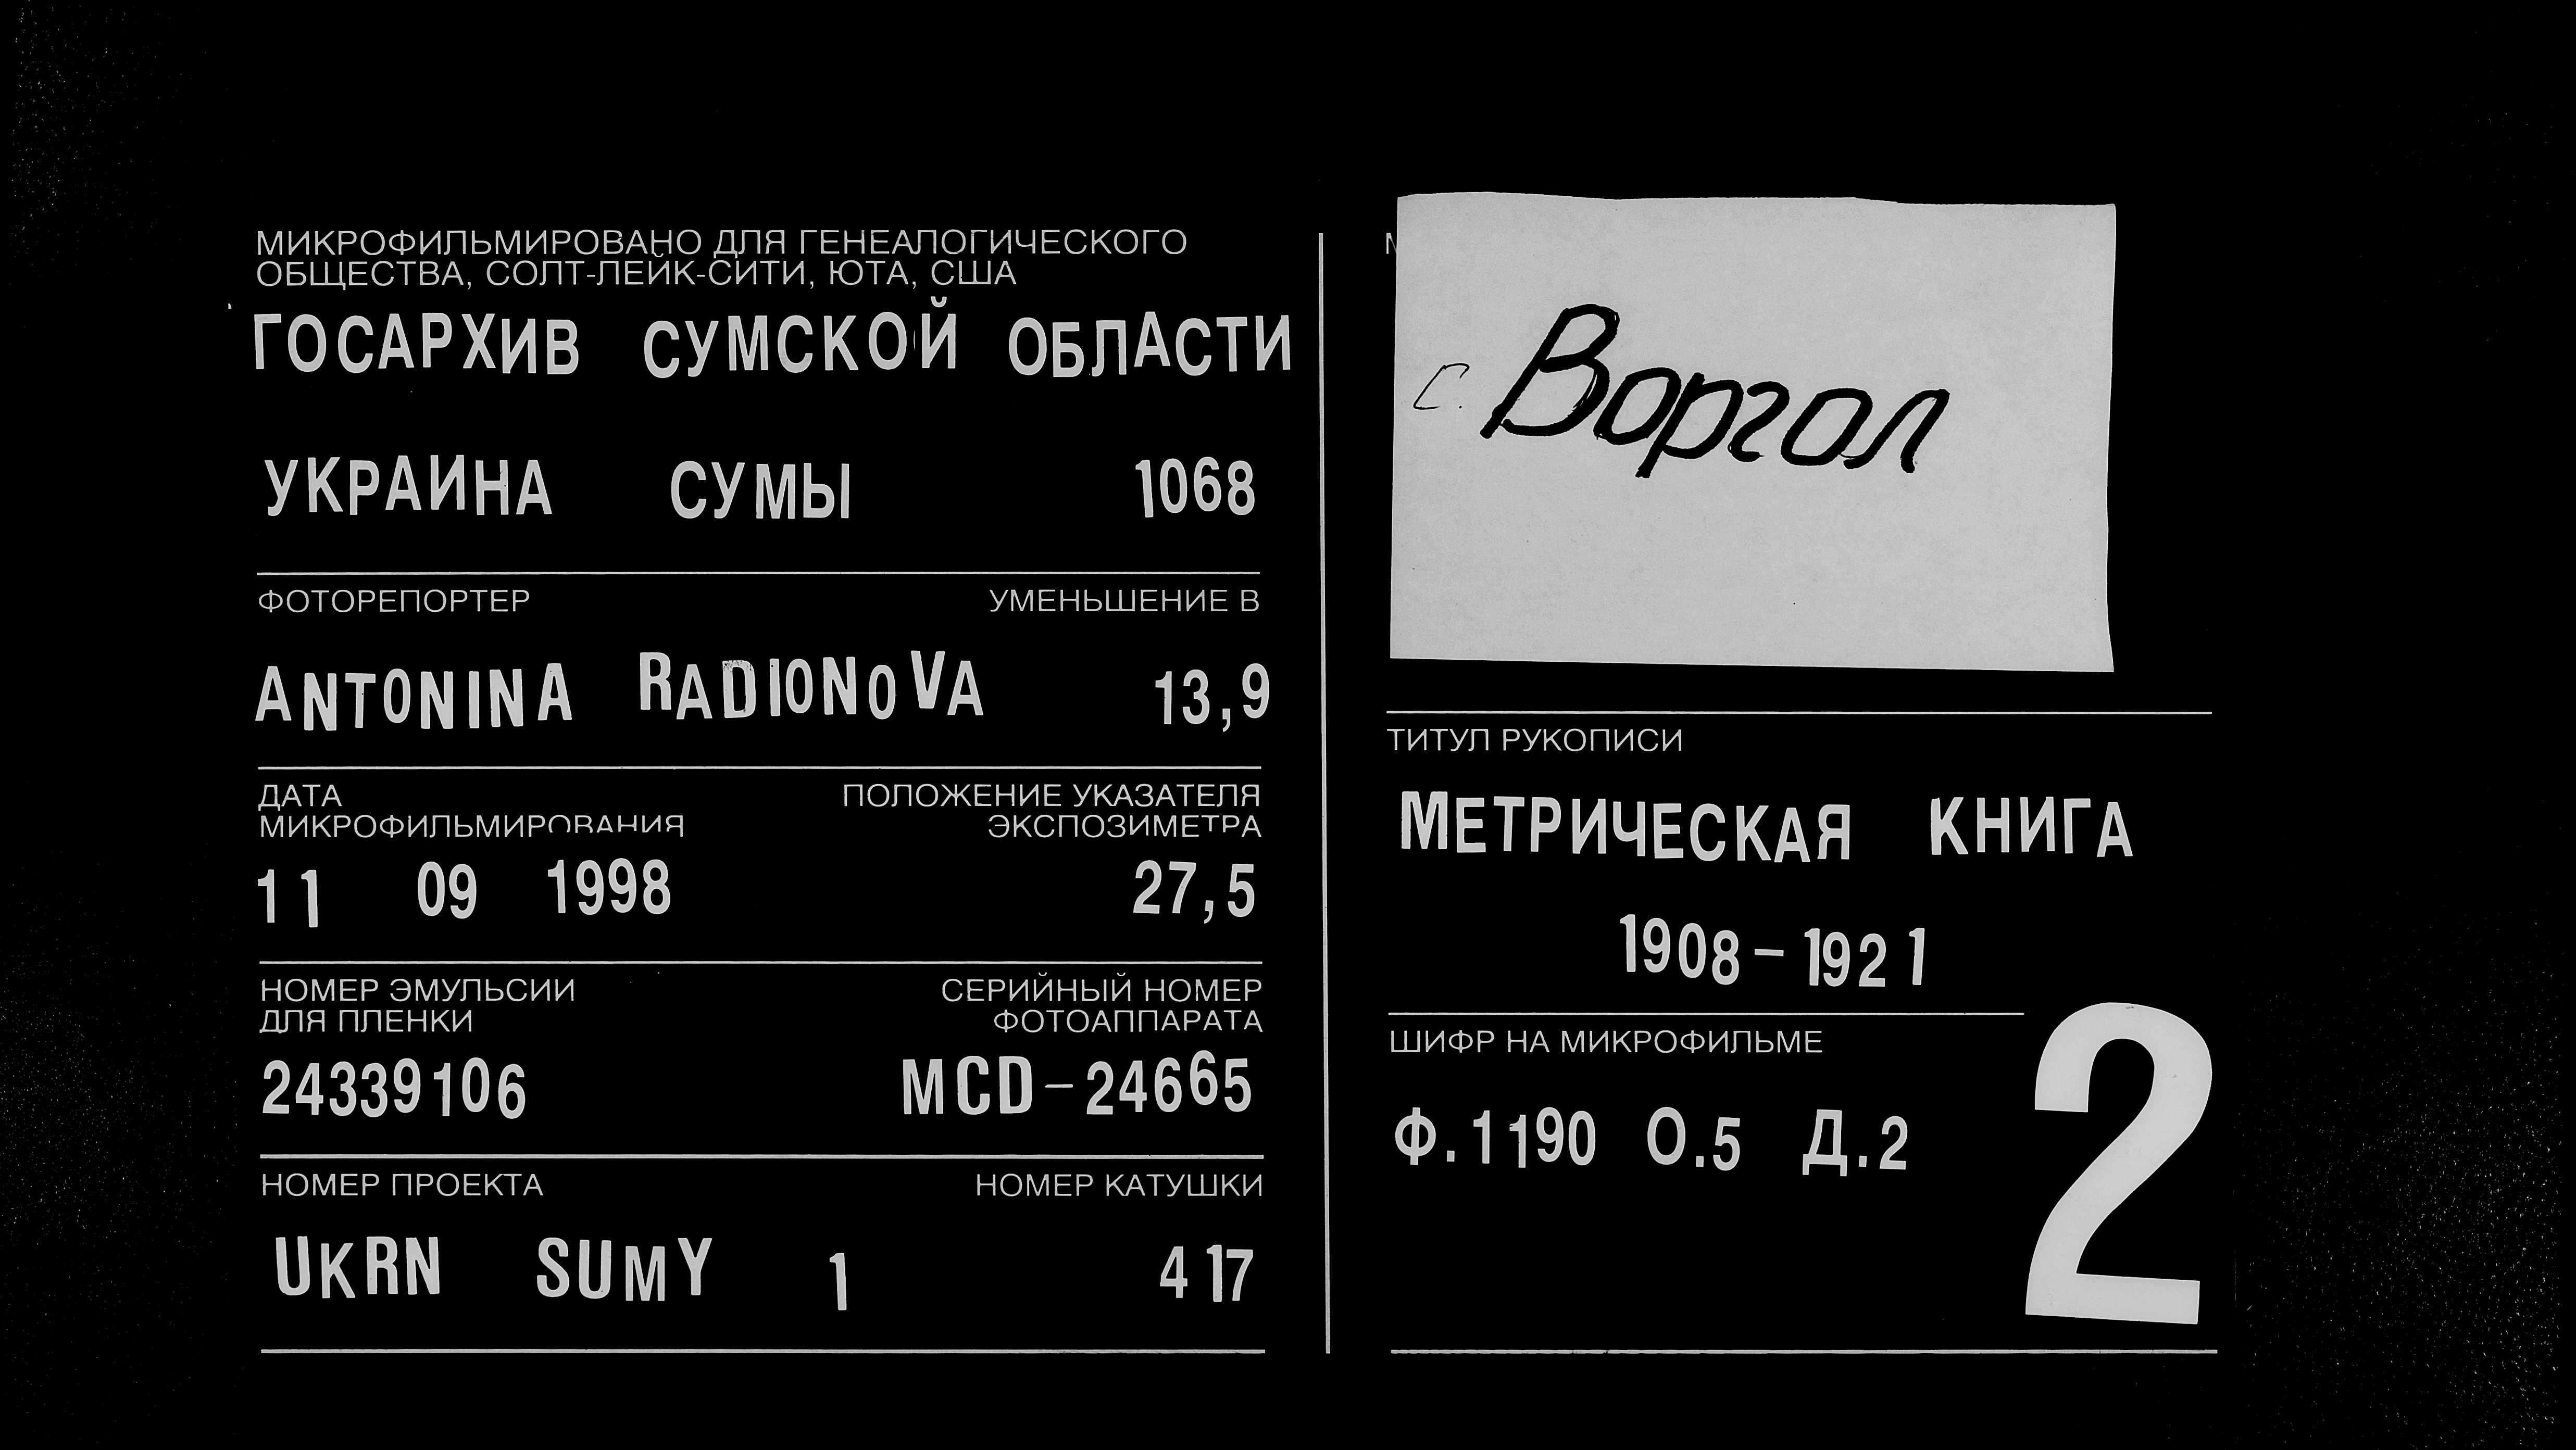 МИКРОФИЛЬМИРОВАНО ДЛЯ ГЕНЕАЛОГИЧЕСКОГО
ОБЩЕСТВА, СОЛТ-ЛЕЙК-СИТИ, ЮТА, США
ГОСАРХИВ СУМСКОЙ ОБЛАСТИ
УКРАИНА СУМЫ 1068
ФОТОРЕПОРТЕР УМЕНЬШЕНИЕ В
ANTONINA RADIONOVA 13,9
ДАТА ПОЛОЖЕНИЕ УКАЗАТЕЛЯ
МИКРОФИЛЬМИРОВАНИЯ ЭКСПОЗИМЕТРА
11 09 1998 27,5
НОМЕР ЭМУЛЬСИИ СЕРИЙНЫЙ НОМЕР
ДЛЯ ПЛЕНКИ ФОТОАППАРАТА
24339106 MCD-24665
НОМЕР ПРОЕКТА НОМЕР КАТУШКИ
UKRN SUMY 1 417
с. Воргол
ТИТУЛ РУКОПИСИ
МЕТРИЧЕСКАЯ КНИГА
1908-1921
ШИФР НА МИКРОФИЛЬМЕ
Ф.1190 О.5 Д.2
2